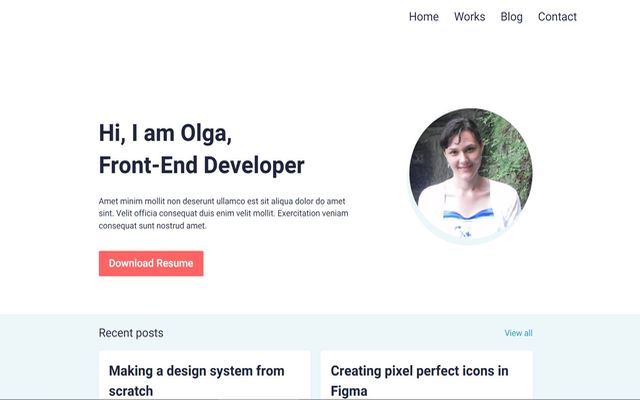 Home Works Blog Contact
Hi, I am Olga,
Front-End Developer
Amet minim mollit non deserunt ullamco est sit aliqua dolor do amet
sint. Velit officia consequat duis enim velit mollit. Exercitation veniam
consequat sunt nostrud amet.
Download Resume
Recent posts
View all
Making a design system from
scratch
Creating pixel perfect icons in
Figma